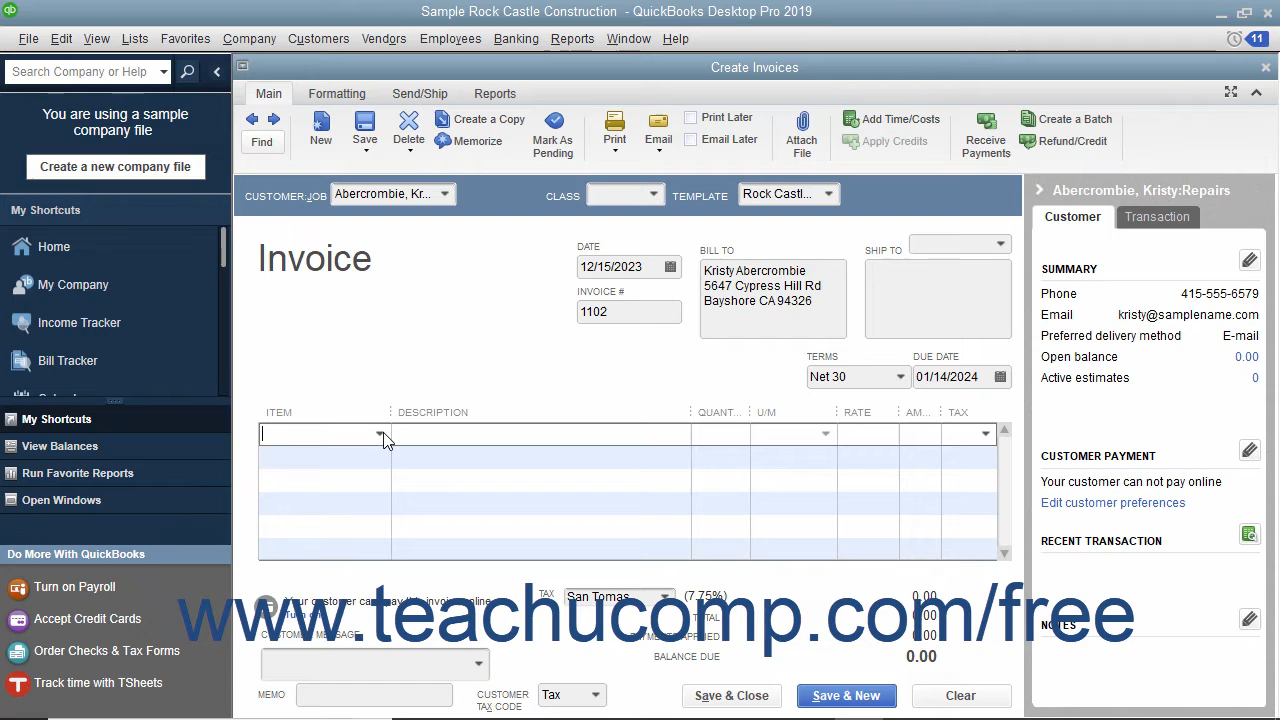 Sample Rock Castle Construction - QuickBooks Desktop Pro 2019
File Edit View Lists Favorites Company Customers Vendors Employees Banking Reports Window Help 11
Search Company or Help
Create Invoices
You are using a sample
company file
Create a new company file
My Shortcuts
Home
My Company
Income Tracker
Bill Tracker
My Shortcuts
View Balances
Run Favorite Reports
Open Windows
Do More With QuickBooks
Turn on Payroll
Accept Credit Cards
Order Checks & Tax Forms
Track time with TSheets
Main Formatting Send/Ship Reports
Find
New
Save
Delete
Create a Copy
Memorize
Mark As
Pending
Print
Email
Print Later
Email Later
Attach
File
Add Time/Costs
Apply Credits
Receive
Payments
Create a Batch
Refund/Credit
CUSTOMER:JOB Abercrombie, Kr... CLASS TEMPLATE Rock Castl...
Invoice
DATE
12/15/2023
INVOICE #
1102
BILL TO
Kristy Abercrombie
5647 Cypress Hill Rd
Bayshore CA 94326
SHIP TO
TERMS
Net 30
DUE DATE
01/14/2024
ITEM DESCRIPTION QUANT... U/M RATE AM... TAX
TAX San Tomas (7.75%) 0.00
TOTAL 0.00
0.00
BALANCE DUE 0.00
CUSTOMER MESSAGE
MEMO
CUSTOMER
TAX CODE
Tax
Save & Close
Save & New
Clear
Abercrombie, Kristy:Repairs
Customer Transaction
SUMMARY
Phone 415-555-6579
Email kristy@samplename.com
Preferred delivery method E-mail
Open balance 0.00
Active estimates 0
CUSTOMER PAYMENT
Your customer can not pay online
Edit customer preferences
RECENT TRANSACTION
NOTES
www.teachucomp.com/free